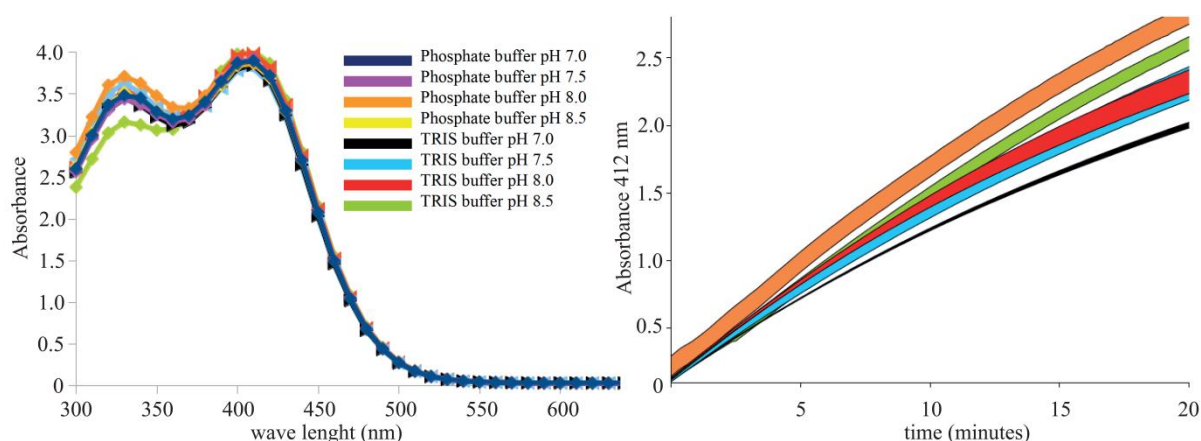 4.0
3.5
3.0
2.5
2.0
1.5
1.0
0.5
0
Absorbance
300 350 400 450 500 550 600
wave lenght (nm)
Phosphate buffer pH 7.0
Phosphate buffer pH 7.5
Phosphate buffer pH 8.0
Phosphate buffer pH 8.5
TRIS buffer pH 7.0
TRIS buffer pH 7.5
TRIS buffer pH 8.0
TRIS buffer pH 8.5
2.5
2.0
1.5
1.0
0.5
0
Absorbance 412 nm
5 10 15 20
time (minutes)